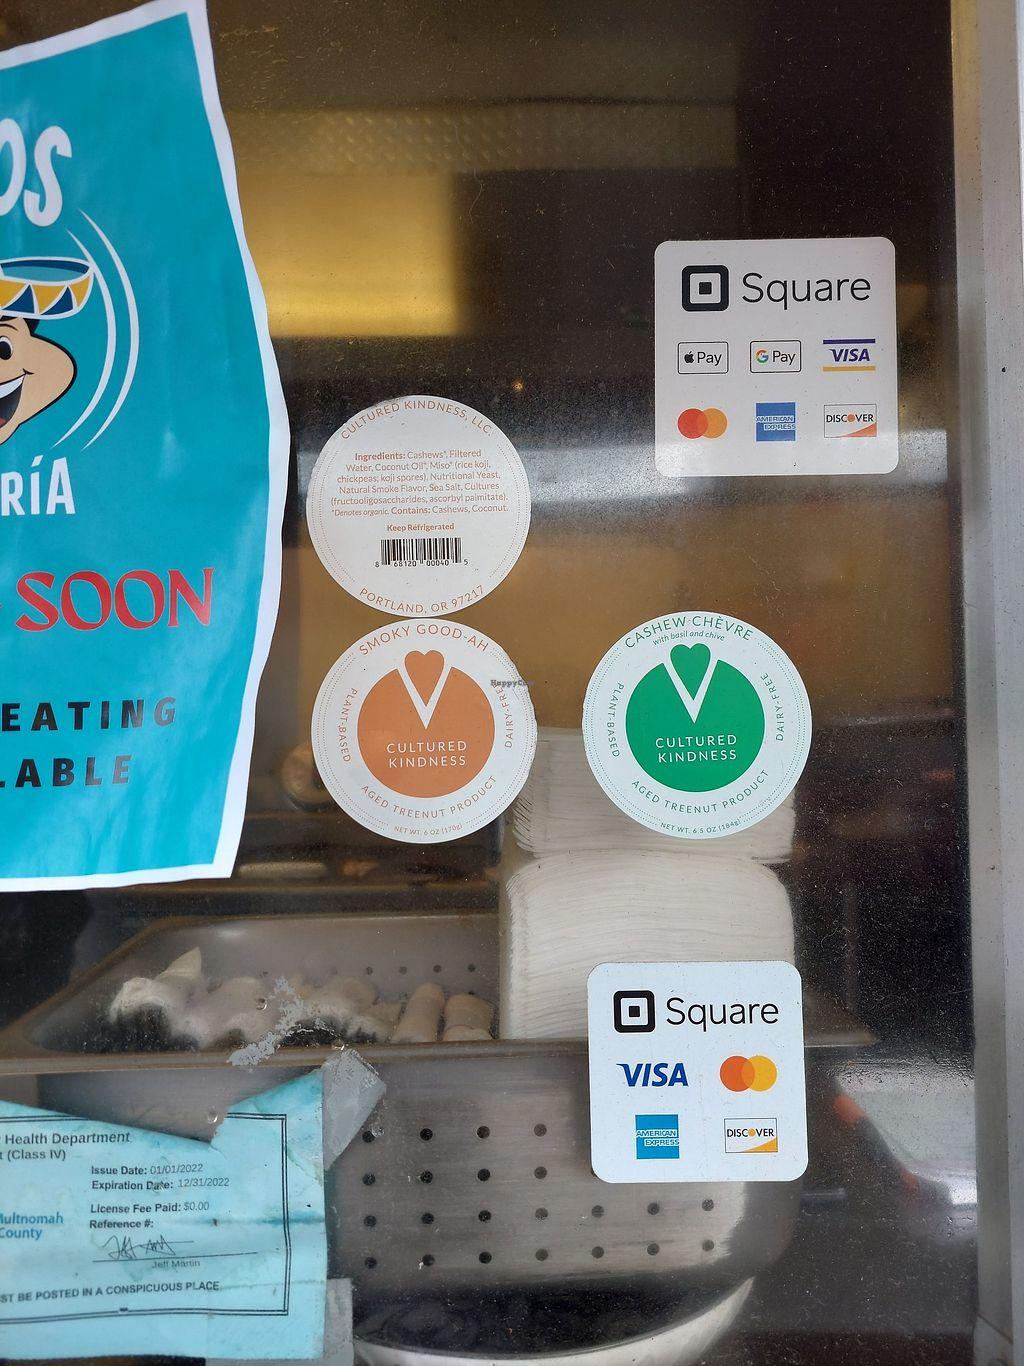 OS
RÍA
SOON
EATING
LABLE
Square
Pay
G Pay
VISA
AMERICAN
EXPRESS
DISCOVER
CULTURED KINDNESS, LLC.
Ingredients: Cashews*, Filtered
Water, Coconut Oil*, Miso* (rice koji,
chickpeas, koji spores), Nutritional Yeast,
Natural Smoke Flavor, Sea Salt, Cultures
(fructooligosaccharides, ascorbyl palmitate).
*Denotes organic. Contains: Cashews, Coconut.
Keep Refrigerated
8 68120 00040 5
PORTLAND, OR 97217
SMOKY GOOD-AH
PLANT-BASED
DAIRY-FREE
CULTURED
KINDNESS
AGED TREENUT PRODUCT
NET WT. 6 OZ (170g)
HappyCow
CASHEW CHÈVRE
with basil and chive
PLANT-BASED
DAIRY-FREE
CULTURED
KINDNESS
AGED TREENUT PRODUCT
NET WT. 6.5 OZ (184g)
Square
VISA
AMERICAN
EXPRESS
DISCOVER
Health Department
(Class IV)
Issue Date: 01/01/2022
Expiration Date: 12/31/2022
License Fee Paid: $0.00
Reference #:
Multnomah
County
Jeff Martin
ST BE POSTED IN A CONSPICUOUS PLACE